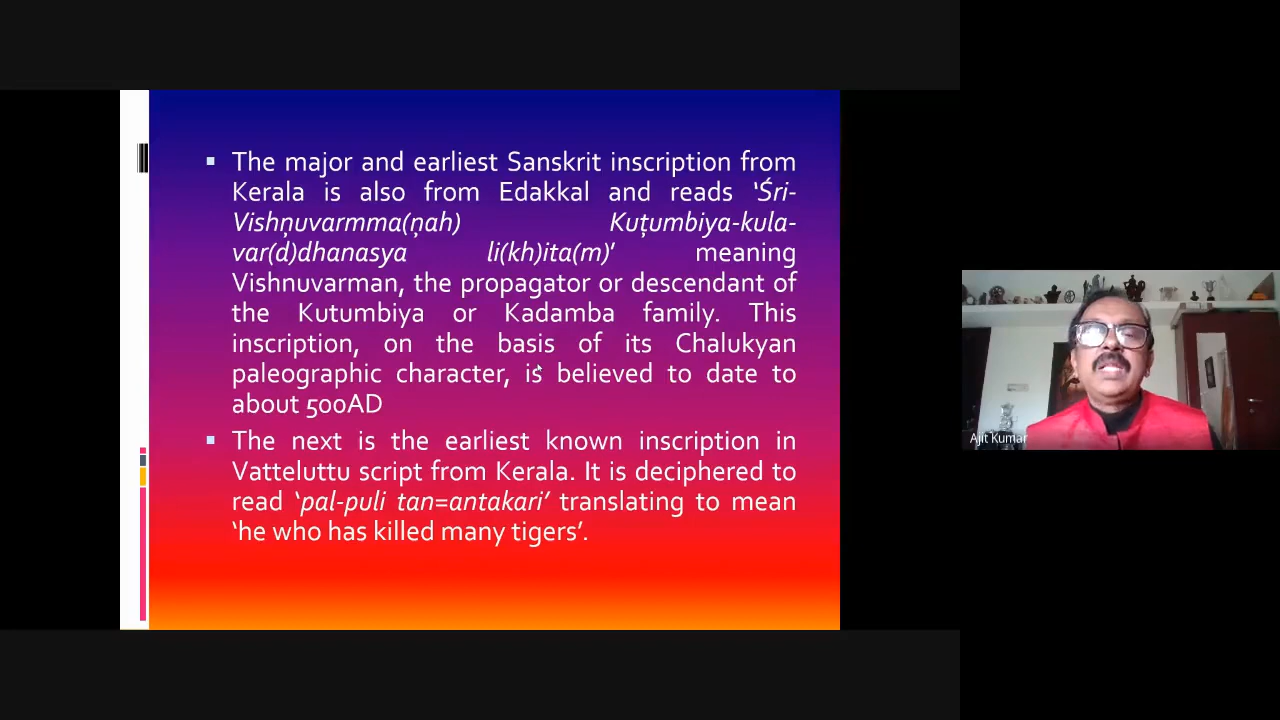 The major and earliest Sanskrit inscription from
Kerala is also from Edakkal and reads ‘Śri-
Vishṇuvarmma(ṇah) Kuṭumbiya-kula-
var(d)dhanasya li(kh)ita(m)’ meaning
Vishnuvarman, the propagator or descendant of
the Kutumbiya or Kadamba family. This
inscription, on the basis of its Chalukyan
paleographic character, is believed to date to
about 500AD
The next is the earliest known inscription in
Vatteluttu script from Kerala. It is deciphered to
read ‘pal-puli tan=antakari’ translating to mean
‘he who has killed many tigers’.
Ajit Kumar